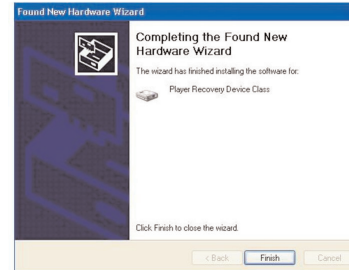 Found New Hardware Wizard
Completing the Found New
Hardware Wizard
The wizard has finished installing the software for:
Player Recovery Device Class
Click Finish to close the wizard.
< Back
Finish
Cancel